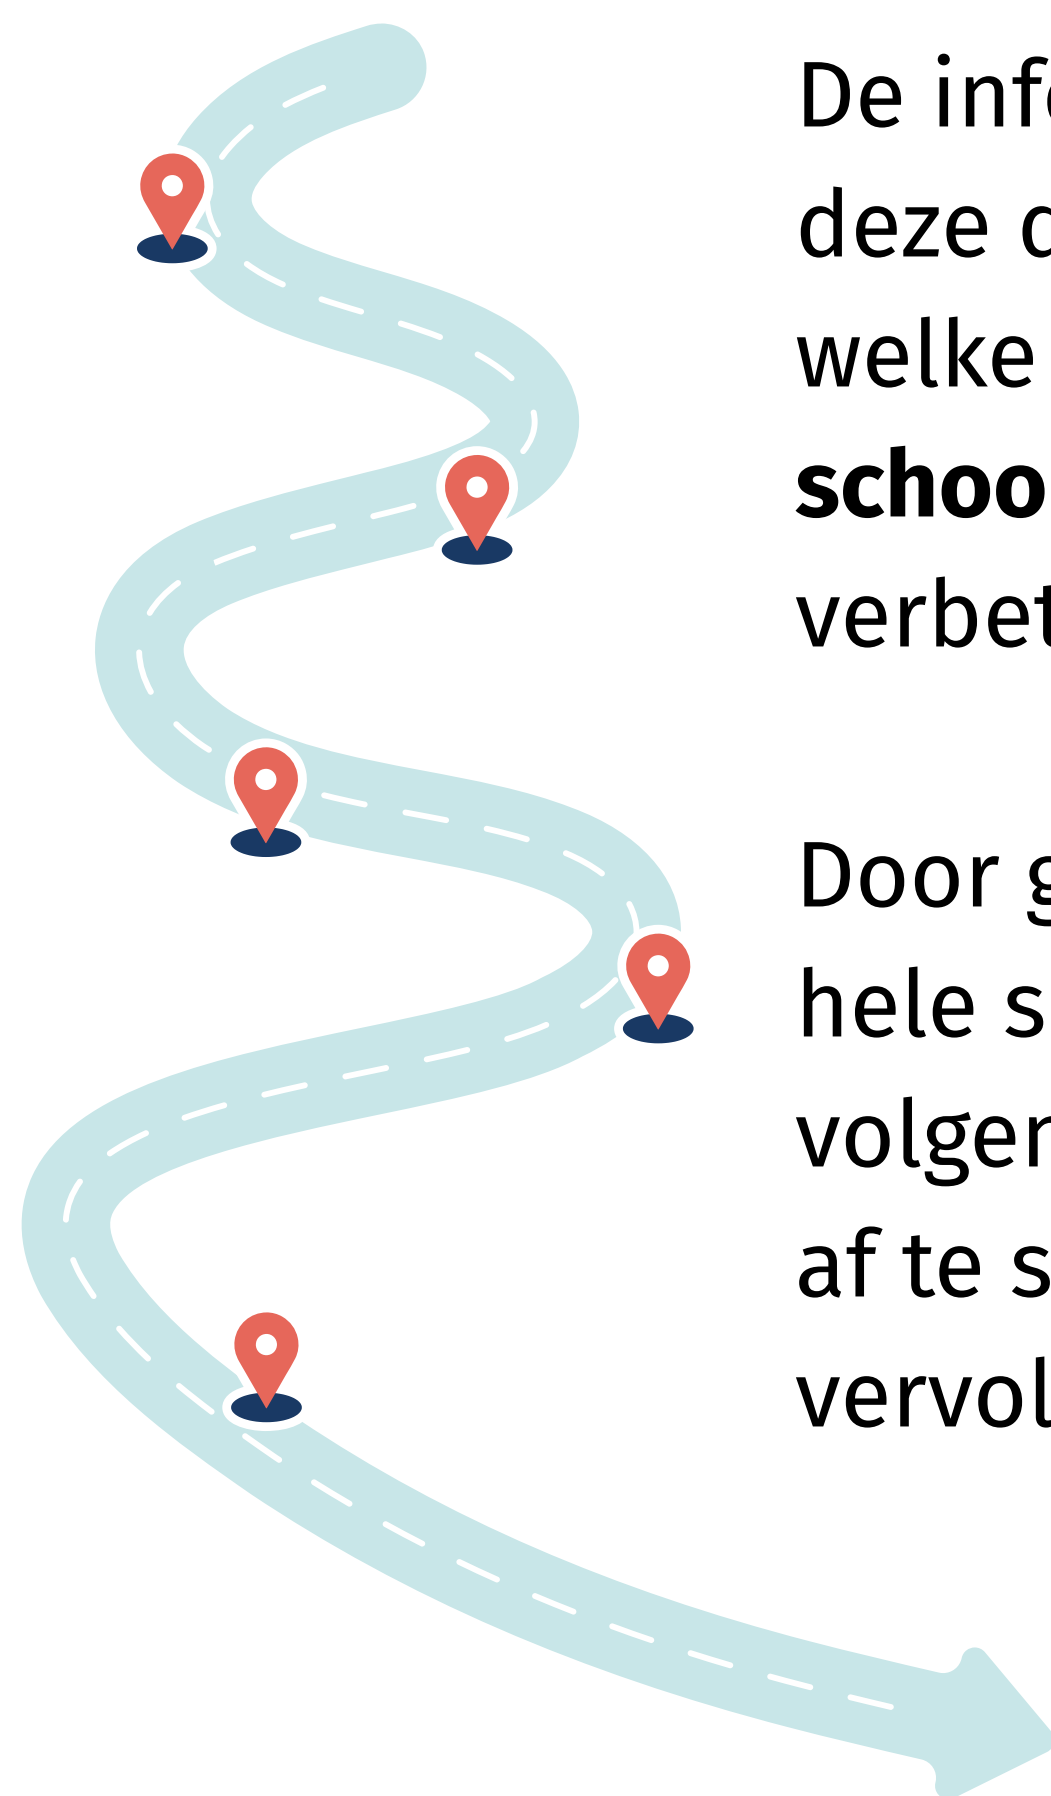 De inf
deze
welke
schoo
verbet
Door
hele s
volger
af te s
vervol